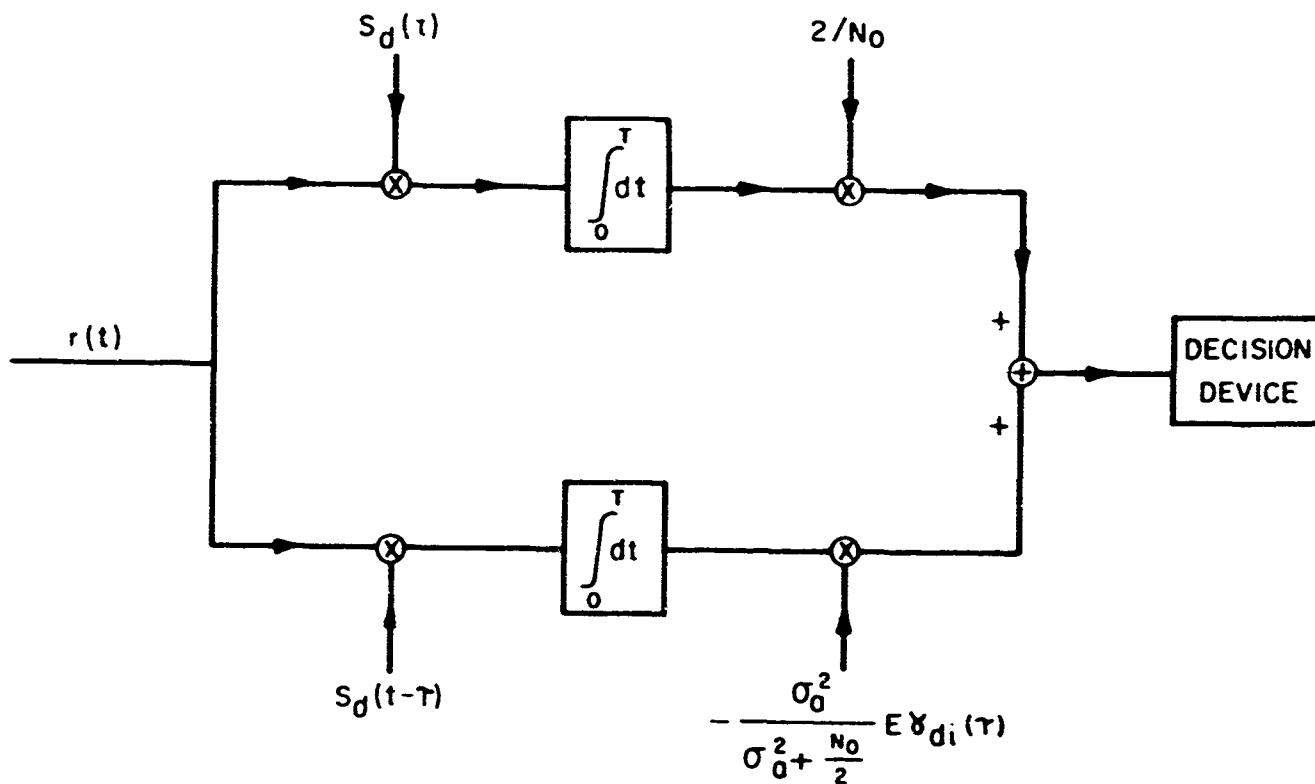 S_d(τ) 2/N_0
∫_0^T dt
r(t)
+
DECISION
DEVICE
+
∫_0^T dt
S_d(t-τ)
- σ_a^2 / (σ_a^2 + N_0/2) E γ_di(τ)